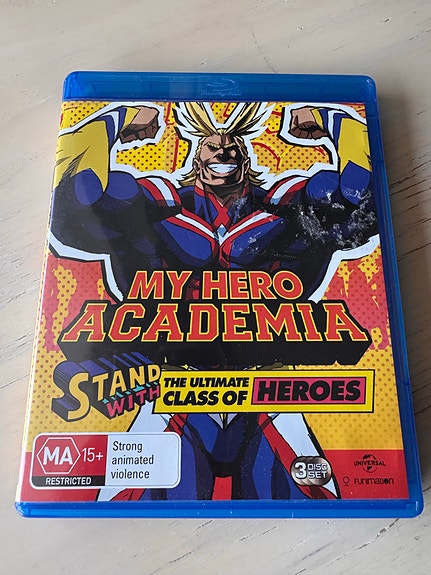 MY HERO
ACADEMIA
STAND
WITH
THE ULTIMATE
CLASS OF HEROES
MA 15+
RESTRICTED
Strong
animated
violence
3 DISC
SET
UNIVERSAL
FUNIMATION